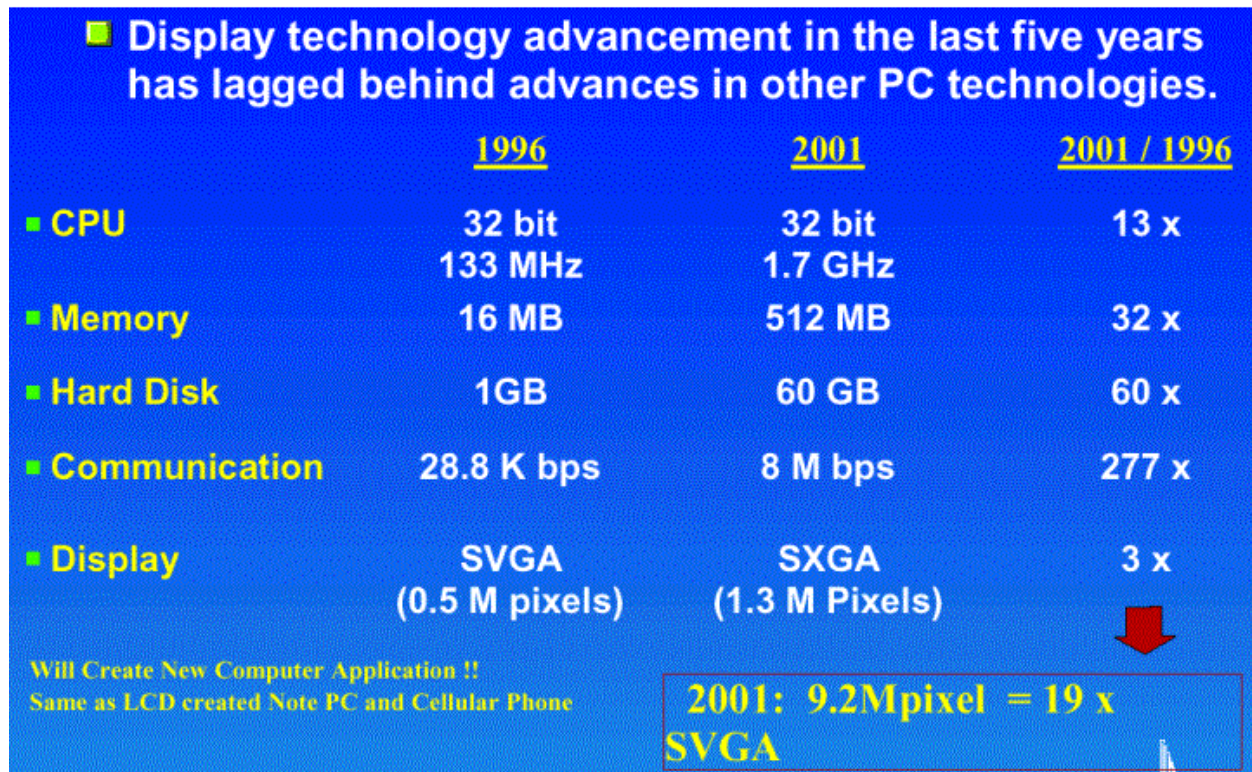 Display technology advancement in the last five years
has lagged behind advances in other PC technologies.
1996 2001 2001 / 1996
CPU 32 bit 32 bit 13 x
133 MHz 1.7 GHz
Memory 16 MB 512 MB 32 x
Hard Disk 1GB 60 GB 60 x
Communication 28.8 K bps 8 M bps 277 x
Display SVGA SXGA 3 x
(0.5 M pixels) (1.3 M Pixels)
Will Create New Computer Application !!
Same as LCD created Note PC and Cellular Phone
2001: 9.2Mpixel = 19 x
SVGA